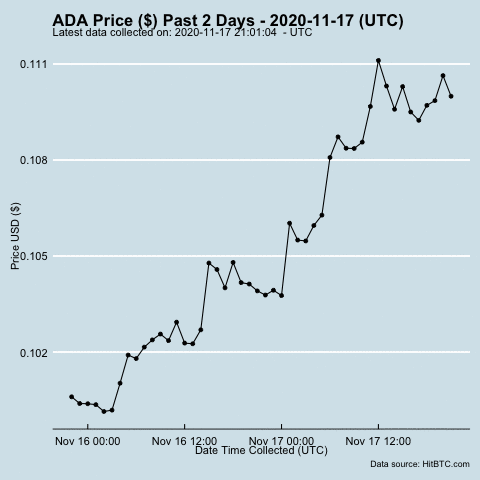 ADA Price ($) Past 2 Days - 2020-11-17 (UTC)
Latest data collected on: 2020-11-17 21:01:04 - UTC
0.111
0.108
0.105
0.102
Price USD ($)
Nov 16 00:00 Nov 16 12:00 Nov 17 00:00 Nov 17 12:00
Date Time Collected (UTC)
Data source: HitBTC.com